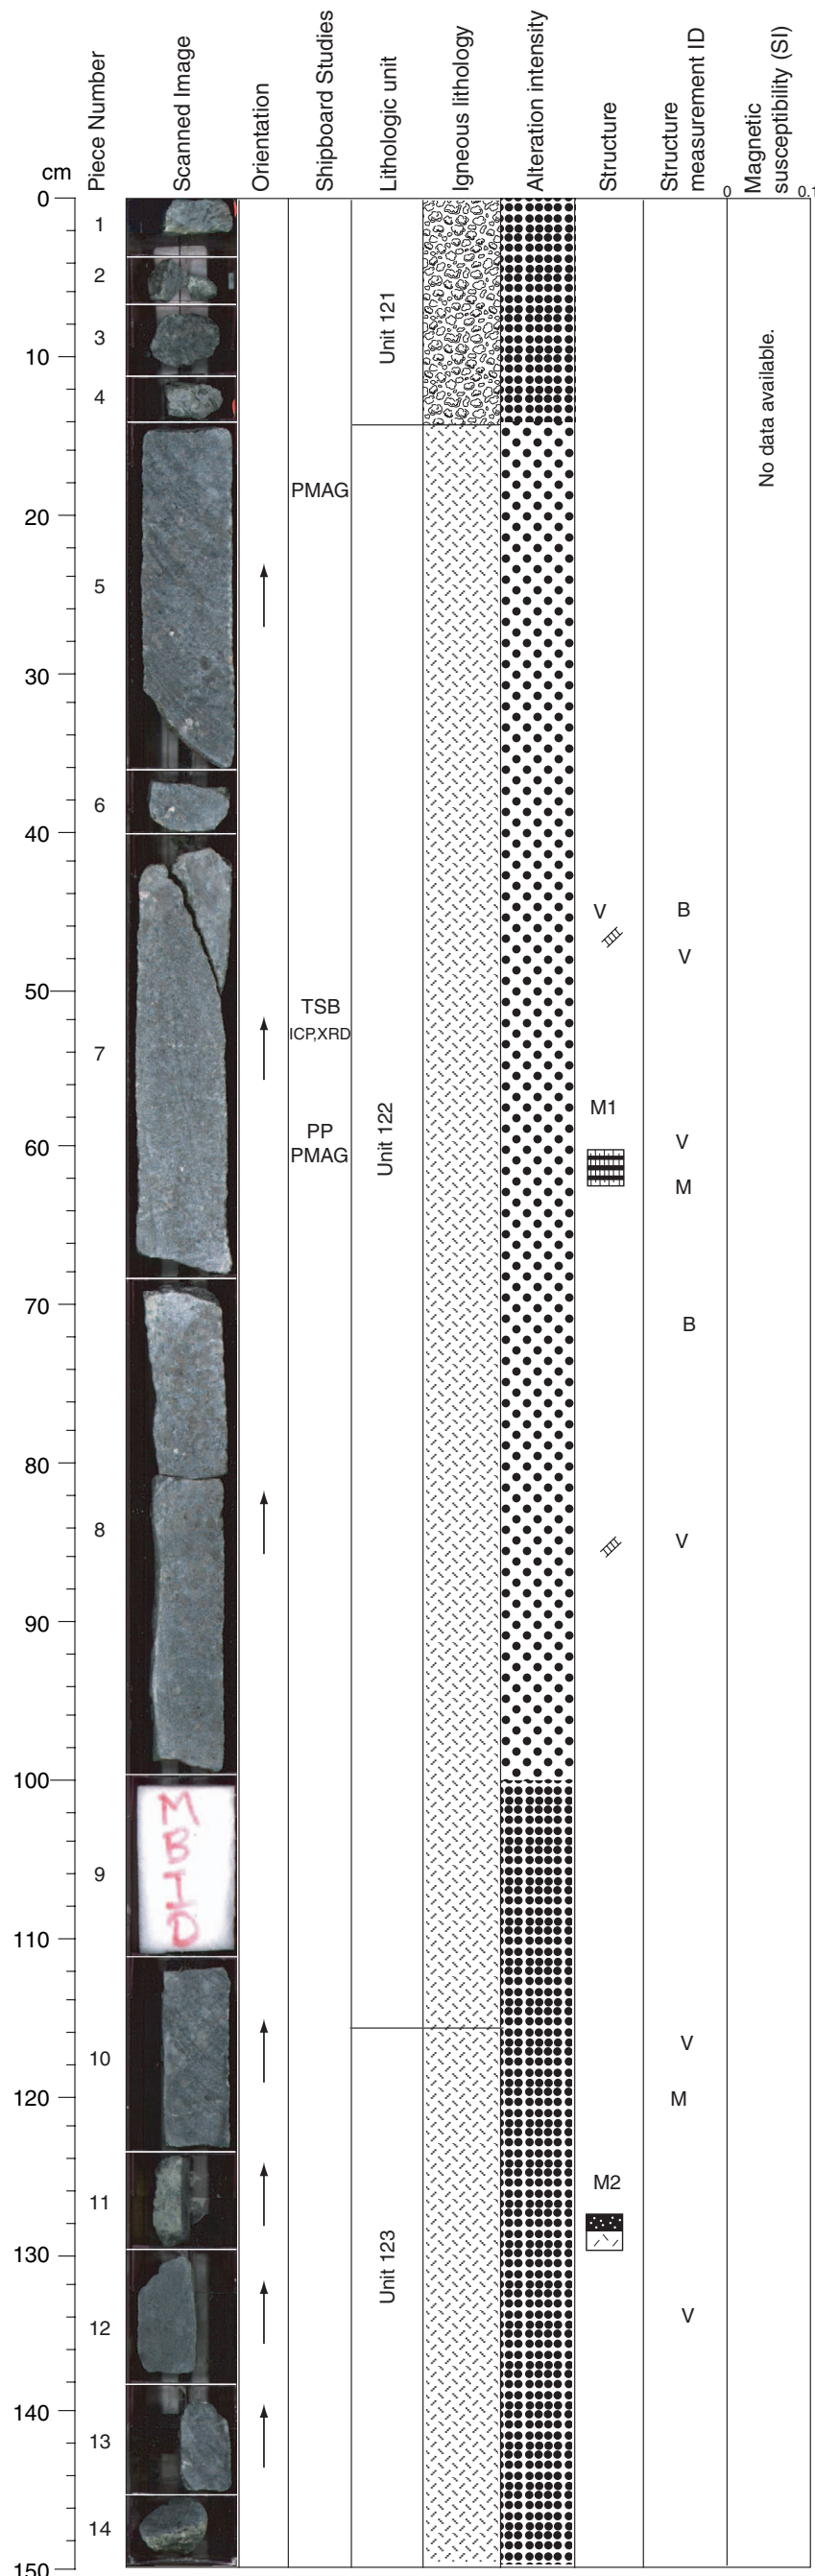 cm
Piece Number
Scanned Image
Orientation
Shipboard Studies
Lithologic unit
Igneous lithology
Alteration intensity
Structure
Structure
measurement ID
Magnetic
susceptibility (SI)
0 0.1
0
1
2
Unit 121
3
No data available.
10
4
PMAG
20
5
30
6
40
V B
V
50
TSB
ICP,XRD
7
M1
PP
Unit 122
V
60
PMAG
M
70
B
80
8
V
90
100
M
B
I
D
9
110
V
10
120
M
M2
11
130
Unit 123
V
12
140
13
14
150